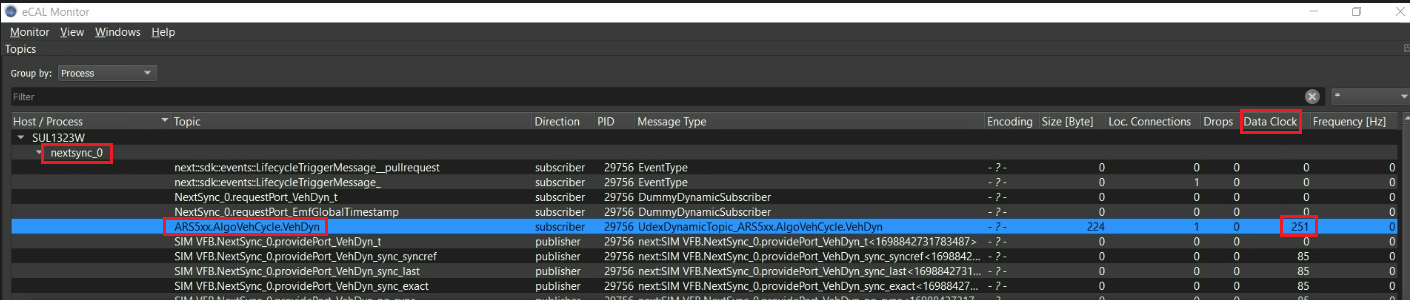 eCAL Monitor
Monitor View Windows Help
Topics
Group by: Process
Filter *
Host / Process Topic Direction PID Message Type Encoding Size [Byte] Loc. Connections Drops Data Clock Frequency [Hz]
SUL1323W
nextsync_0
next::sdk::events::LifecycleTriggerMessage__pullrequest subscriber 29756 EventType - ? - 0 0 0 0 0
next::sdk::events::LifecycleTriggerMessage_ subscriber 29756 EventType - ? - 0 1 0 0 0
NextSync_0.requestPort_VehDyn_t subscriber 29756 DummyDynamicSubscriber - ? - 0 0 0 0 0
NextSync_0.requestPort_EmfGlobalTimestamp subscriber 29756 DummyDynamicSubscriber - ? - 0 0 0 0 0
ARS5xx.AlgoVehCycle.VehDyn subscriber 29756 UdexDynamicTopic_ARS5xx.AlgoVehCycle.VehDyn - ? - 224 1 0 251 0
SIM VFB.NextSync_0.providePort_VehDyn_t publisher 29756 next:SIM VFB.NextSync_0.providePort_VehDyn_t<1698842731783487>... - ? - 0 0 0 0 0
SIM VFB.NextSync_0.providePort_VehDyn_sync_syncref publisher 29756 next:SIM VFB.NextSync_0.providePort_VehDyn_sync_syncref<1698842... - ? - 0 0 0 85 0
SIM VFB.NextSync_0.providePort_VehDyn_sync_last publisher 29756 next:SIM VFB.NextSync_0.providePort_VehDyn_sync_last<1698842731... - ? - 0 0 0 85 0
SIM VFB.NextSync_0.providePort_VehDyn_sync_exact publisher 29756 next:SIM VFB.NextSync_0.providePort_VehDyn_sync_exact<16988427... - ? - 0 0 0 85 0